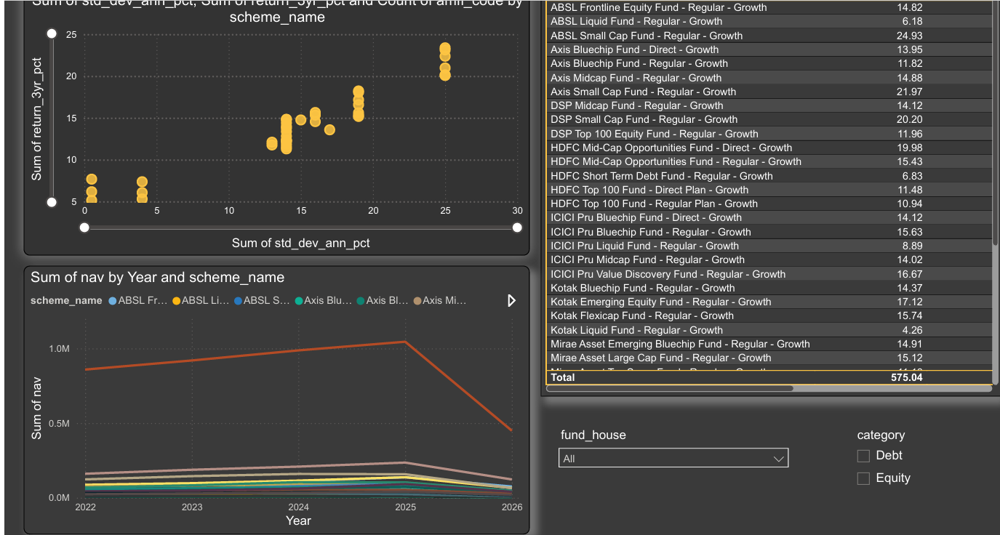 Sum of std_dev_ann_pct, Sum of return_3yr_pct and Count of amfi_code by
scheme_name
Sum of return_3yr_pct
25
20
15
10
5
0 5 10 15 20 25 30
Sum of std_dev_ann_pct
Sum of nav by Year and scheme_name
scheme_name ABSL Fr... ABSL Li... ABSL S... Axis Blu... Axis Bl... Axis Mi...
Sum of nav
1.0M
0.5M
0.0M
2022 2023 2024 2025 2026
Year
ABSL Frontline Equity Fund - Regular - Growth 14.82
ABSL Liquid Fund - Regular - Growth 6.18
ABSL Small Cap Fund - Regular - Growth 24.93
Axis Bluechip Fund - Direct - Growth 13.95
Axis Bluechip Fund - Regular - Growth 11.82
Axis Midcap Fund - Regular - Growth 14.88
Axis Small Cap Fund - Regular - Growth 21.97
DSP Midcap Fund - Regular - Growth 14.12
DSP Small Cap Fund - Regular - Growth 20.20
DSP Top 100 Equity Fund - Regular - Growth 11.96
HDFC Mid-Cap Opportunities Fund - Direct - Growth 19.98
HDFC Mid-Cap Opportunities Fund - Regular - Growth 15.43
HDFC Short Term Debt Fund - Regular - Growth 6.83
HDFC Top 100 Fund - Direct Plan - Growth 11.48
HDFC Top 100 Fund - Regular Plan - Growth 10.94
ICICI Pru Bluechip Fund - Direct - Growth 14.12
ICICI Pru Bluechip Fund - Regular - Growth 15.63
ICICI Pru Liquid Fund - Regular - Growth 8.89
ICICI Pru Midcap Fund - Regular - Growth 14.02
ICICI Pru Value Discovery Fund - Regular - Growth 16.67
Kotak Bluechip Fund - Regular - Growth 14.37
Kotak Emerging Equity Fund - Regular - Growth 17.12
Kotak Flexicap Fund - Regular - Growth 15.74
Kotak Liquid Fund - Regular - Growth 4.26
Mirae Asset Emerging Bluechip Fund - Regular - Growth 14.91
Mirae Asset Large Cap Fund - Regular - Growth 15.12
Total 575.04
fund_house
All
category
Debt
Equity